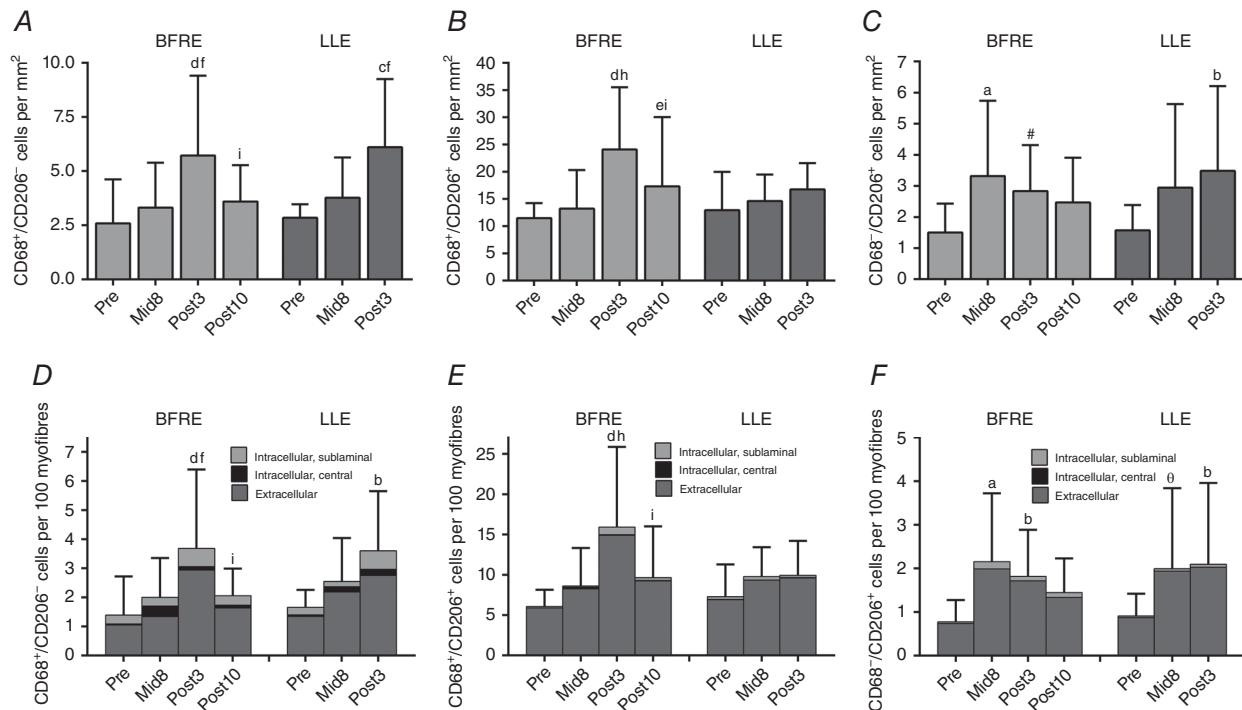 A
BFRE LLE
CD68⁺/CD206⁻ cells per mm²
10.0
7.5
5.0
2.5
0.0
df
i
cf
Pre Mid8 Post3 Post10 Pre Mid8 Post3
B
BFRE LLE
CD68⁺/CD206⁺ cells per mm²
40
35
30
25
20
15
10
5
0
dh
ei
Pre Mid8 Post3 Post10 Pre Mid8 Post3
C
BFRE LLE
CD68⁻/CD206⁺ cells per mm²
7
6
5
4
3
2
1
0
a
#
b
Pre Mid8 Post3 Post10 Pre Mid8 Post3
D
BFRE LLE
CD68⁺/CD206⁻ cells per 100 myofibres
7
6
5
4
3
2
1
0
Intracellular, sublaminal
Intracellular, central
Extracellular
df
i
b
Pre Mid8 Post3 Post10 Pre Mid8 Post3
E
BFRE LLE
CD68⁺/CD206⁺ cells per 100 myofibres
25
20
15
10
5
0
Intracellular, sublaminal
Intracellular, central
Extracellular
dh
i
Pre Mid8 Post3 Post10 Pre Mid8 Post3
F
BFRE LLE
CD68⁻/CD206⁺ cells per 100 myofibres
5
4
3
2
1
0
Intracellular, sublaminal
Intracellular, central
Extracellular
a
b
θ
b
Pre Mid8 Post3 Post10 Pre Mid8 Post3